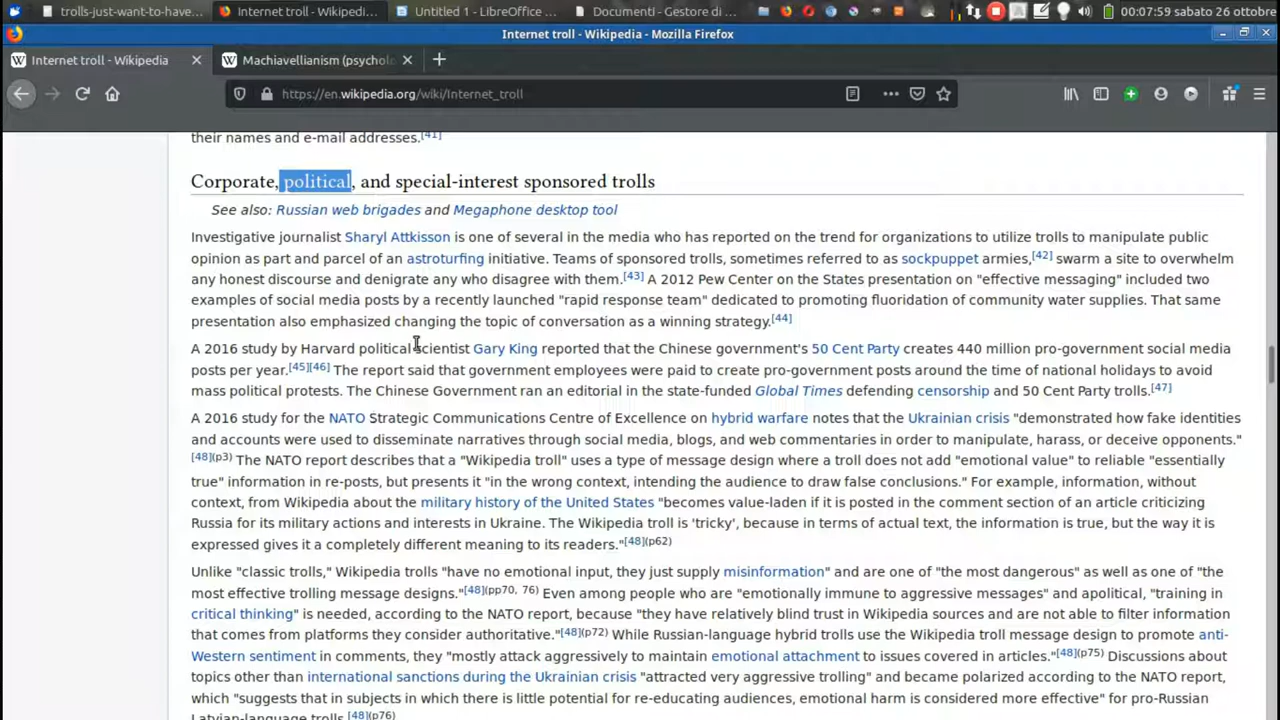 trolls-just-want-to-have... Internet troll - Wikipedi... Untitled 1 - LibreOffice ... Documenti - Gestore di ... 00:07:59 sabato 26 ottobre
Internet troll - Wikipedia - Mozilla Firefox
Internet troll - Wikipedia × Machiavellianism (psychol × +
https://en.wikipedia.org/wiki/Internet_troll
their names and e-mail addresses.[41]
Corporate, political, and special-interest sponsored trolls
See also: Russian web brigades and Megaphone desktop tool
Investigative journalist Sharyl Attkisson is one of several in the media who has reported on the trend for organizations to utilize trolls to manipulate public
opinion as part and parcel of an astroturfing initiative. Teams of sponsored trolls, sometimes referred to as sockpuppet armies,[42] swarm a site to overwhelm
any honest discourse and denigrate any who disagree with them.[43] A 2012 Pew Center on the States presentation on "effective messaging" included two
examples of social media posts by a recently launched "rapid response team" dedicated to promoting fluoridation of community water supplies. That same
presentation also emphasized changing the topic of conversation as a winning strategy.[44]
A 2016 study by Harvard political scientist Gary King reported that the Chinese government's 50 Cent Party creates 440 million pro-government social media
posts per year.[45][46] The report said that government employees were paid to create pro-government posts around the time of national holidays to avoid
mass political protests. The Chinese Government ran an editorial in the state-funded Global Times defending censorship and 50 Cent Party trolls.[47]
A 2016 study for the NATO Strategic Communications Centre of Excellence on hybrid warfare notes that the Ukrainian crisis "demonstrated how fake identities
and accounts were used to disseminate narratives through social media, blogs, and web commentaries in order to manipulate, harass, or deceive opponents."
[48](p3) The NATO report describes that a "Wikipedia troll" uses a type of message design where a troll does not add "emotional value" to reliable "essentially
true" information in re-posts, but presents it "in the wrong context, intending the audience to draw false conclusions." For example, information, without
context, from Wikipedia about the military history of the United States "becomes value-laden if it is posted in the comment section of an article criticizing
Russia for its military actions and interests in Ukraine. The Wikipedia troll is 'tricky', because in terms of actual text, the information is true, but the way it is
expressed gives it a completely different meaning to its readers."[48](p62)
Unlike "classic trolls," Wikipedia trolls "have no emotional input, they just supply misinformation" and are one of "the most dangerous" as well as one of "the
most effective trolling message designs."[48](pp70, 76) Even among people who are "emotionally immune to aggressive messages" and apolitical, "training in
critical thinking" is needed, according to the NATO report, because "they have relatively blind trust in Wikipedia sources and are not able to filter information
that comes from platforms they consider authoritative."[48](p72) While Russian-language hybrid trolls use the Wikipedia troll message design to promote anti-
Western sentiment in comments, they "mostly attack aggressively to maintain emotional attachment to issues covered in articles."[48](p75) Discussions about
topics other than international sanctions during the Ukrainian crisis "attracted very aggressive trolling" and became polarized according to the NATO report,
which "suggests that in subjects in which there is little potential for re-educating audiences, emotional harm is considered more effective" for pro-Russian
Latvian-language trolls.[48](p76)